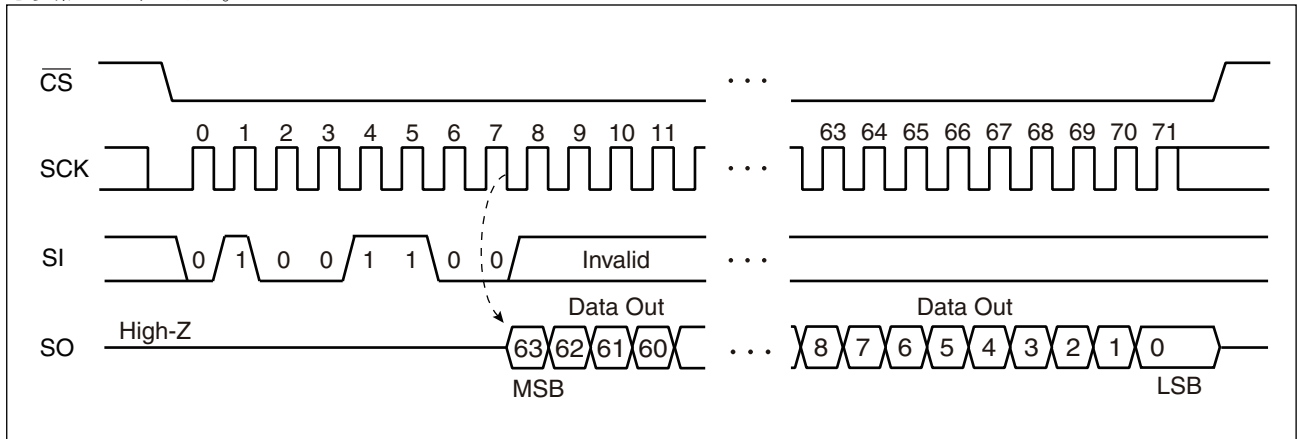 CS · · ·
0 1 2 3 4 5 6 7 8 9 10 11 63 64 65 66 67 68 69 70 71
SCK · · ·
SI 0 1 0 0 1 1 0 0 Invalid · · ·
Data Out Data Out
High-Z
SO 63 62 61 60 · · · 8 7 6 5 4 3 2 1 0
MSB LSB